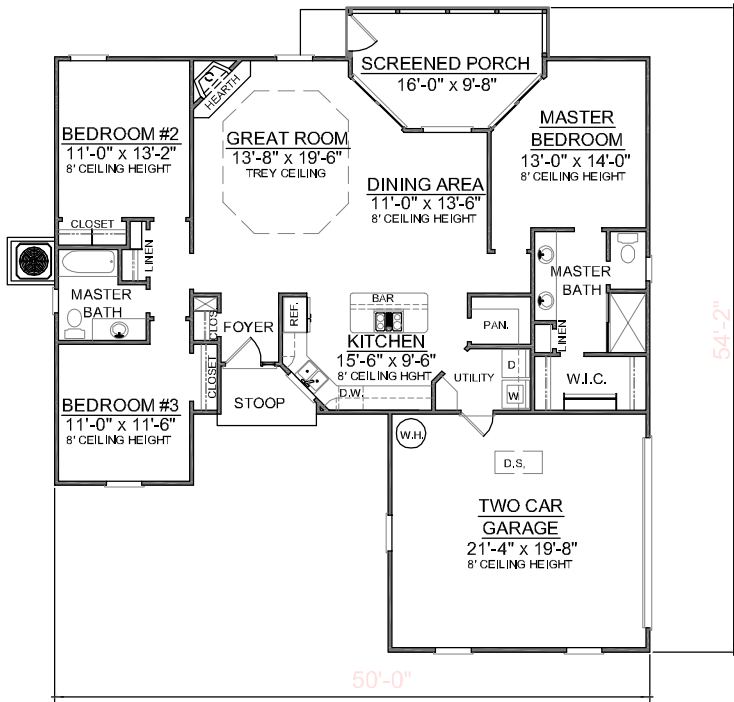 SCREENED PORCH
16'-0" x 9'-8"
HEARTH
BEDROOM #2
11'-0" x 13'-2"
8' CEILING HEIGHT
GREAT ROOM
13'-8" x 19'-6"
TREY CEILING
MASTER
BEDROOM
13'-0" x 14'-0"
8' CEILING HEIGHT
DINING AREA
11'-0" x 13'-6"
8' CEILING HEIGHT
CLOSET
LINEN
MASTER
BATH
MASTER
BATH
CLOS
FOYER
REF.
BAR
KITCHEN
15'-6" x 9'-6"
8' CEILING HGHT
PAN.
LINEN
54'-2"
CLOSET
D.W.
UTILITY
D
W
W.I.C.
BEDROOM #3
11'-0" x 11'-6"
8' CEILING HEIGHT
STOOP
W.H.
D.S.
TWO CAR
GARAGE
21'-4" x 19'-8"
8' CEILING HEIGHT
50'-0"